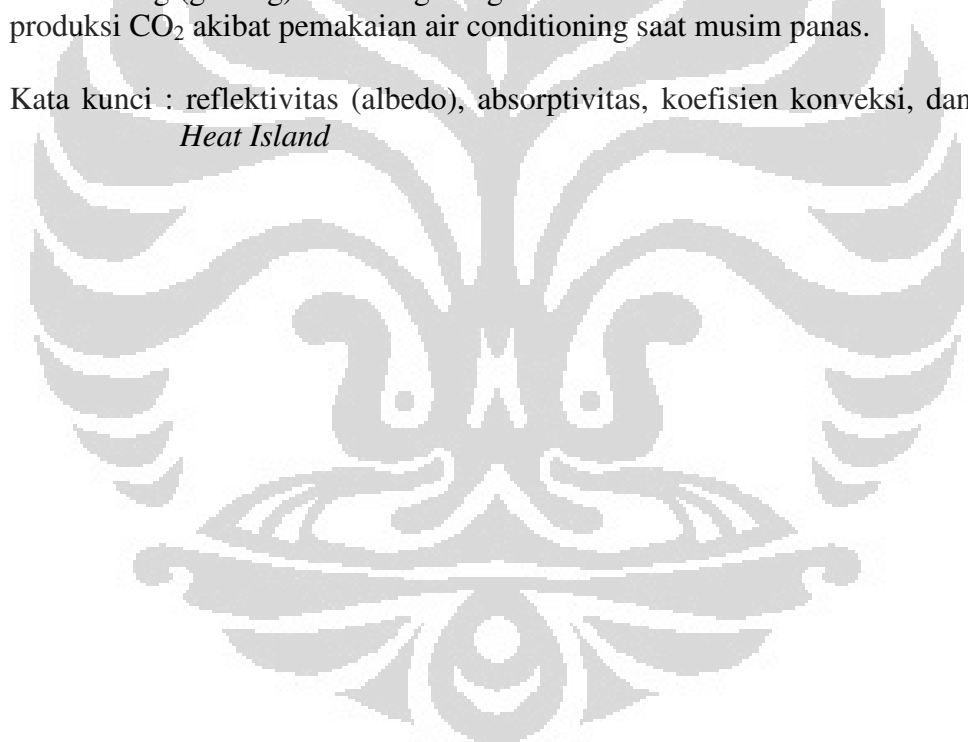 produksi CO₂ akibat pemakaian air conditioning saat musim panas.
Kata kunci : reflektivitas (albedo), absorptivitas, koefisien konveksi, dan
Heat Island